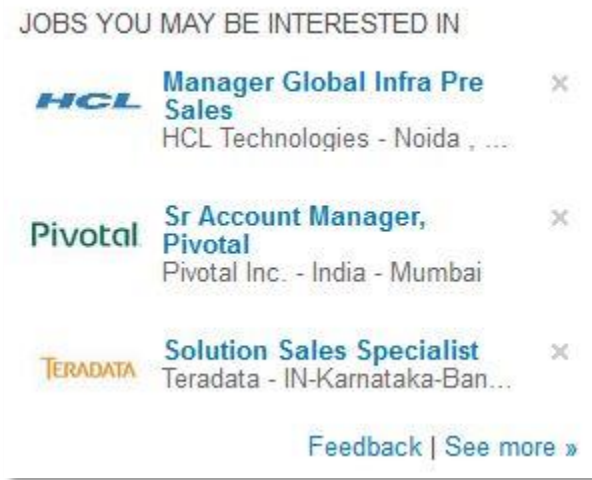 JOBS YOU MAY BE INTERESTED IN
HCL
Manager Global Infra Pre
Sales
HCL Technologies - Noida , ...
Pivotal
Sr Account Manager,
Pivotal
Pivotal Inc. - India - Mumbai
TERADATA
Solution Sales Specialist
Teradata - IN-Karnataka-Ban...
Feedback | See more »